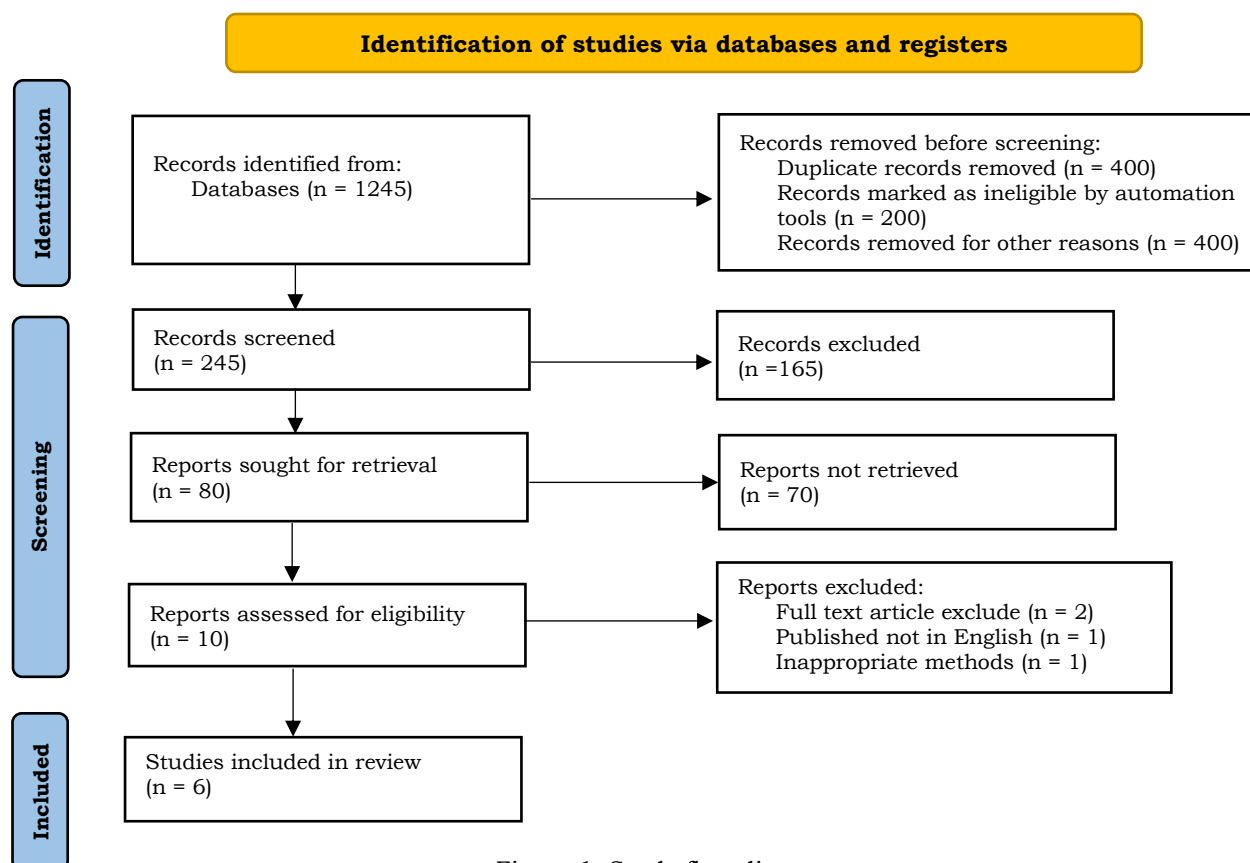 Identification of studies via databases and registers
Identification
Records identified from:
Databases (n = 1245)
Records removed before screening:
Duplicate records removed (n = 400)
Records marked as ineligible by automation
tools (n = 200)
Records removed for other reasons (n = 400)
Screening
Records screened
(n = 245)
Records excluded
(n =165)
Reports sought for retrieval
(n = 80)
Reports not retrieved
(n = 70)
Reports assessed for eligibility
(n = 10)
Reports excluded:
Full text article exclude (n = 2)
Published not in English (n = 1)
Inappropriate methods (n = 1)
Included
Studies included in review
(n = 6)